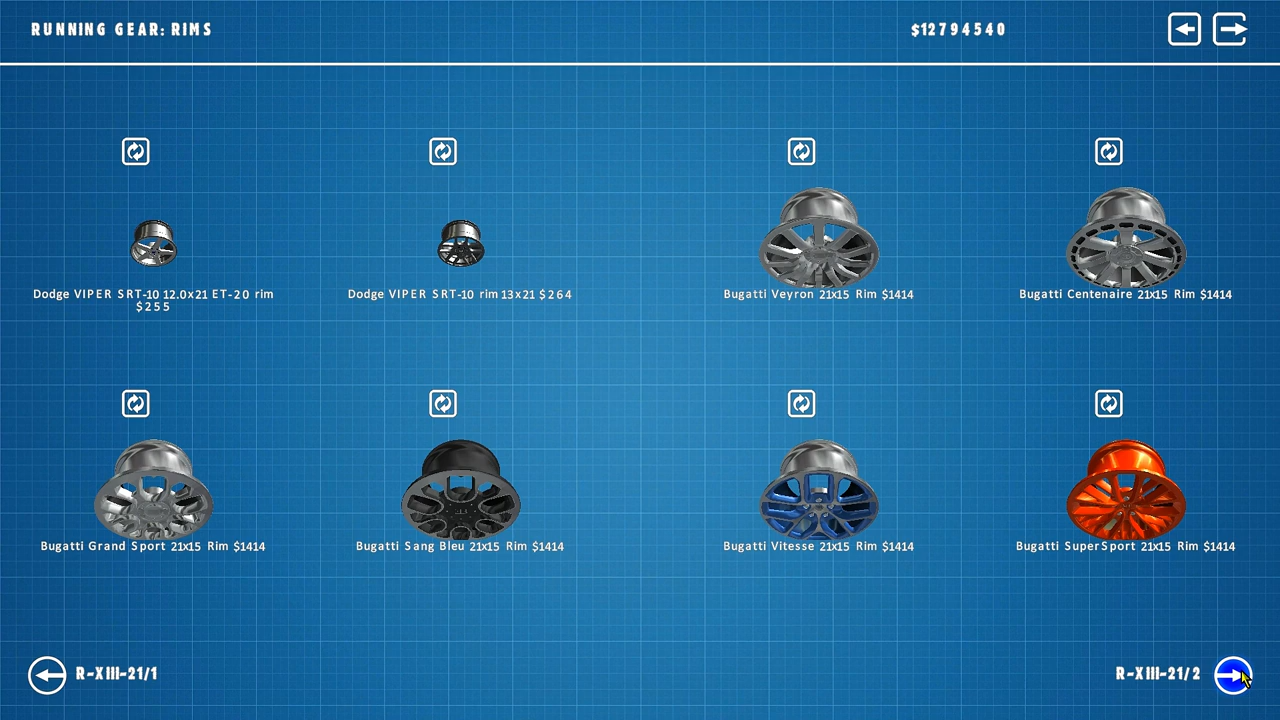 RUNNING GEAR: RIMS
$12794540
Dodge VIPER SRT-10 12.0x21 ET-20 rim
$255
Dodge VIPER SRT-10 rim 13x21 $264
Bugatti Veyron 21x15 Rim $1414
Bugatti Centenaire 21x15 Rim $1414
Bugatti Grand Sport 21x15 Rim $1414
Bugatti Sang Bleu 21x15 Rim $1414
Bugatti Vitesse 21x15 Rim $1414
Bugatti SuperSport 21x15 Rim $1414
R-XIII-21/1
R-XIII-21/2